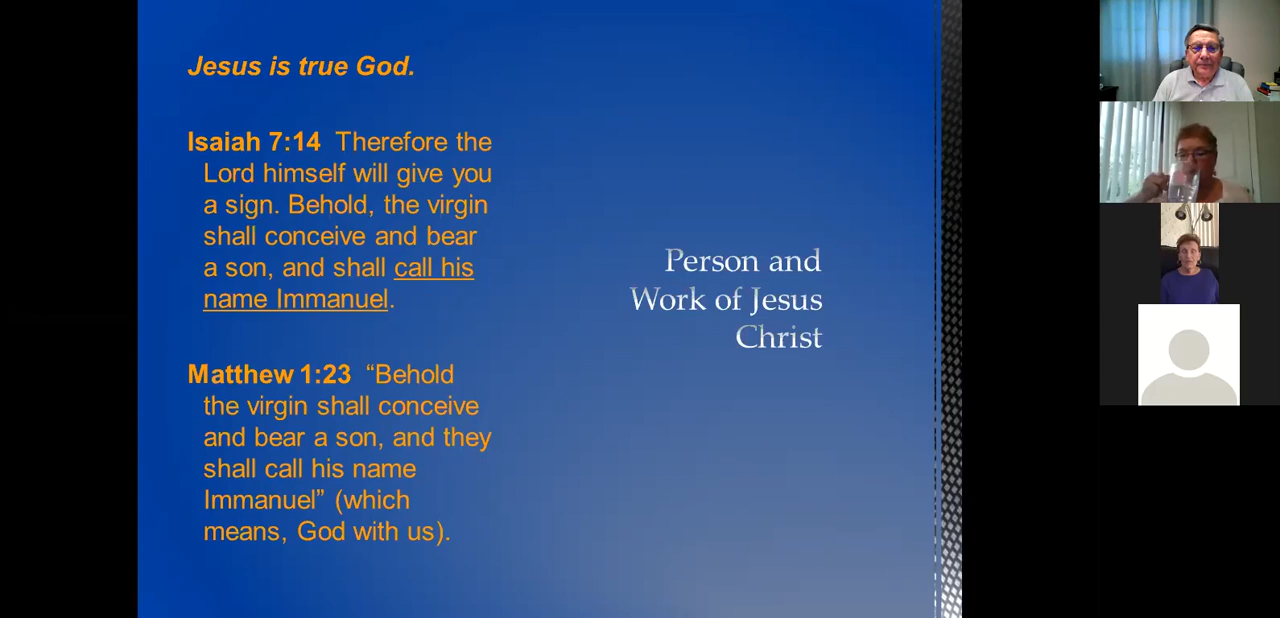 Jesus is true God.
Isaiah 7:14 Therefore the
Lord himself will give you
a sign. Behold, the virgin
shall conceive and bear
a son, and shall call his
name Immanuel.
Matthew 1:23 “Behold
the virgin shall conceive
and bear a son, and they
shall call his name
Immanuel” (which
means, God with us).
Person and
Work of Jesus
Christ